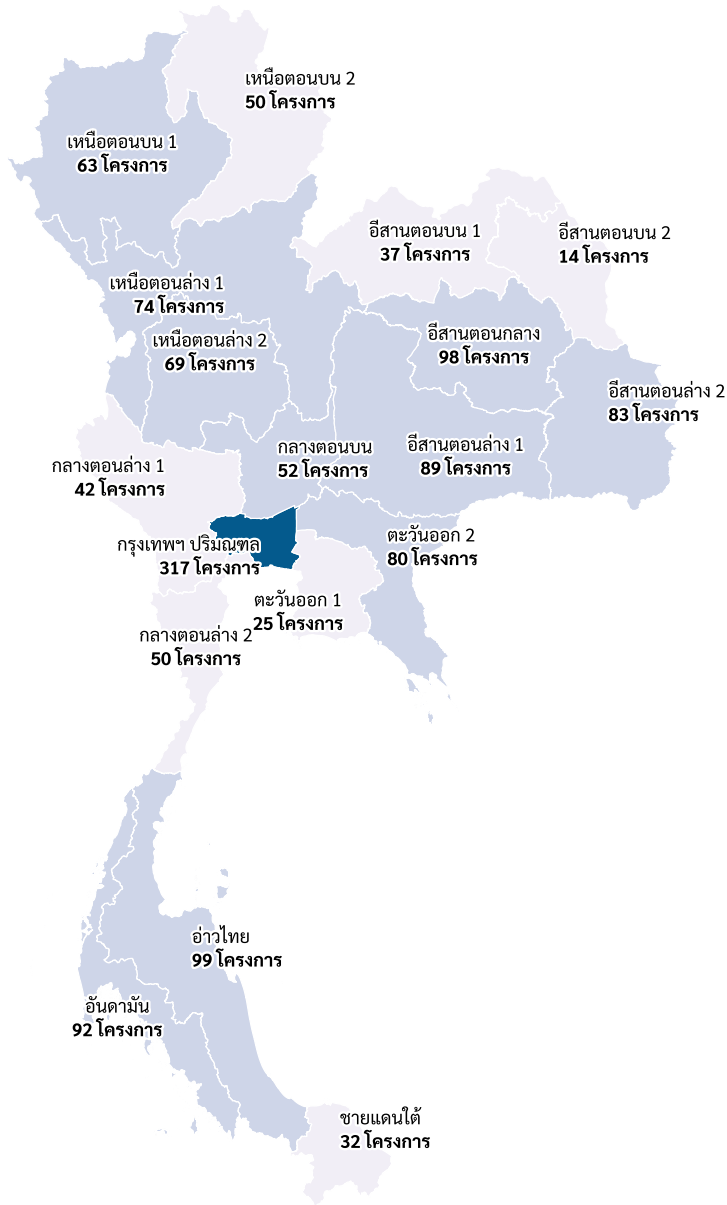 เหนือตอนบน 2
50 โครงการ
เหนือตอนบน 1
63 โครงการ
อีสานตอนบน 1
37 โครงการ
อีสานตอนบน 2
14 โครงการ
เหนือตอนล่าง 1
74 โครงการ
เหนือตอนล่าง 2
69 โครงการ
อีสานตอนกลาง
98 โครงการ
อีสานตอนล่าง 2
83 โครงการ
กลางตอนบน
52 โครงการ
อีสานตอนล่าง 1
89 โครงการ
กลางตอนล่าง 1
42 โครงการ
กรุงเทพฯ ปริมณฑล
317 โครงการ
ตะวันออก 2
80 โครงการ
ตะวันออก 1
25 โครงการ
กลางตอนล่าง 2
50 โครงการ
อ่าวไทย
99 โครงการ
อันดามัน
92 โครงการ
ชายแดนใต้
32 โครงการ